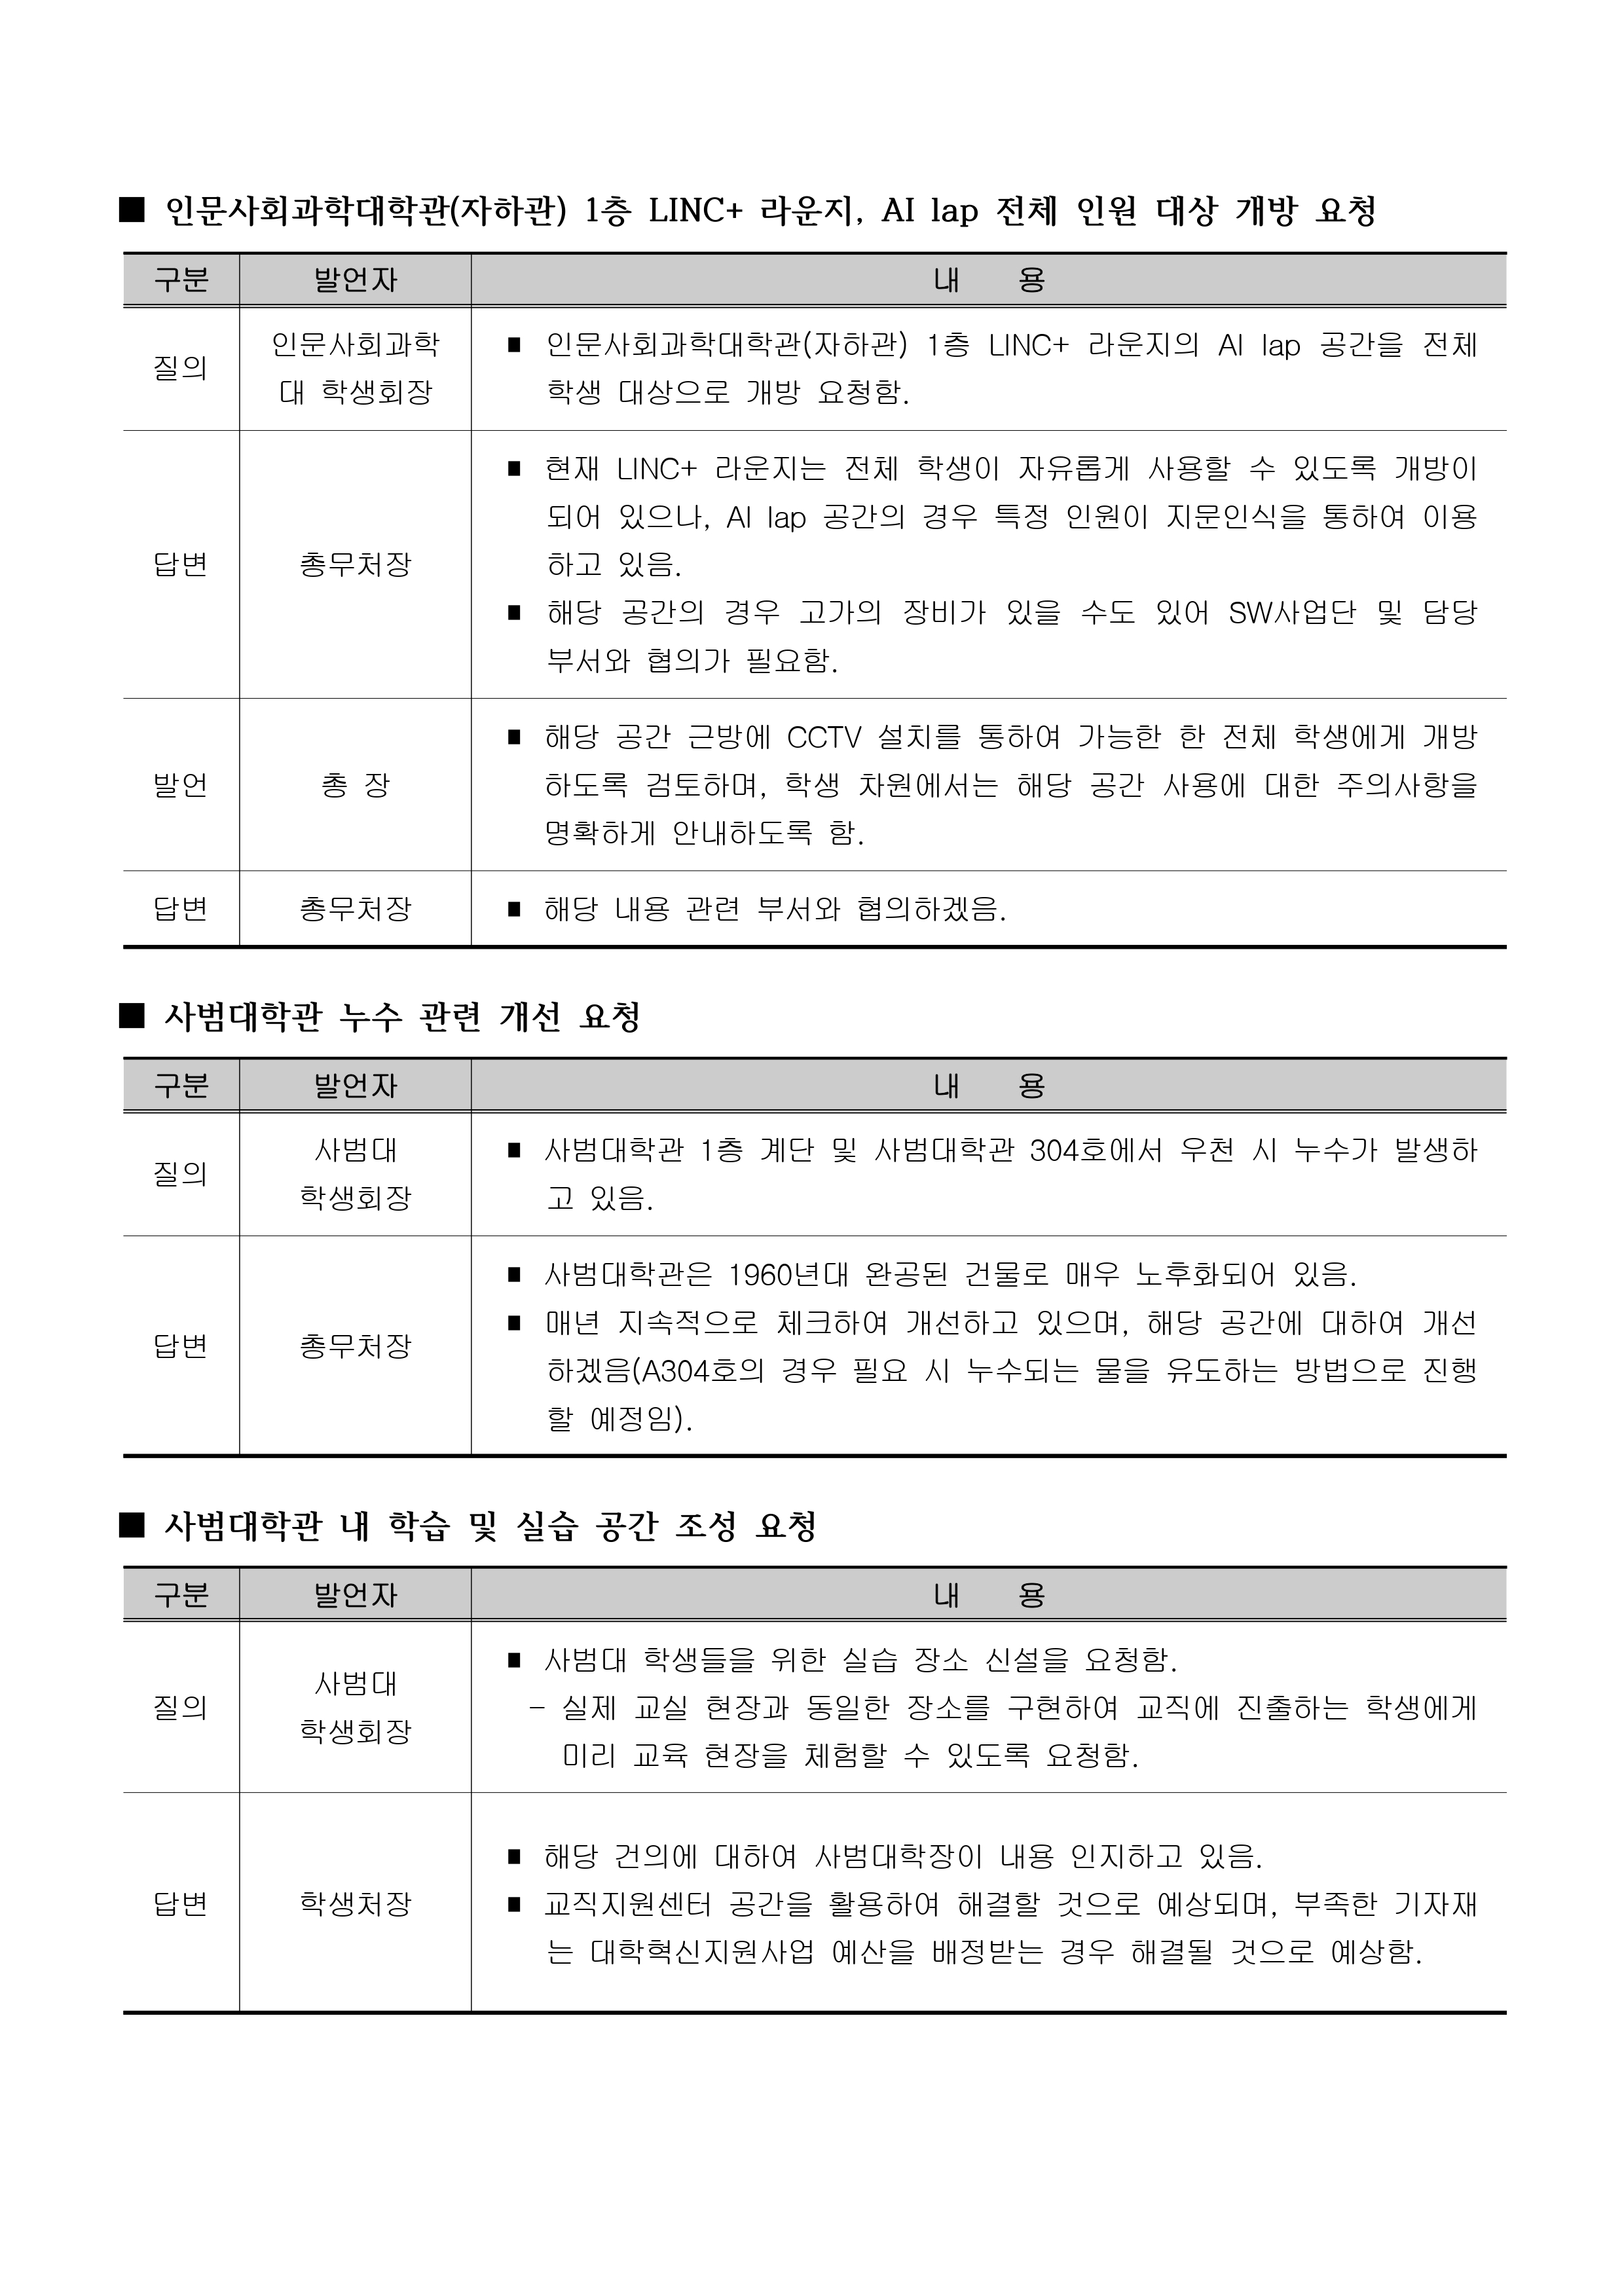 ■ 인문사회과학대학관(자하관) 1층 LINC+ 라운지, AI lap 전체 인원 대상 개방 요청
구분 발언자 내 용
질의
인문사회과학
대 학생회장
■ 인문사회과학대학관(자하관) 1층 LINC+ 라운지의 AI lap 공간을 전체
학생 대상으로 개방 요청함.
답변
총무처장
■ 현재 LINC+ 라운지는 전체 학생이 자유롭게 사용할 수 있도록 개방이
되어 있으나, AI lap 공간의 경우 특정 인원이 지문인식을 통하여 이용
하고 있음.
■ 해당 공간의 경우 고가의 장비가 있을 수도 있어 SW사업단 및 담당
부서와 협의가 필요함.
발언
총 장
■ 해당 공간 근방에 CCTV 설치를 통하여 가능한 한 전체 학생에게 개방
하도록 검토하며, 학생 차원에서는 해당 공간 사용에 대한 주의사항을
명확하게 안내하도록 함.
답변
총무처장
■ 해당 내용 관련 부서와 협의하겠음.
■ 사범대학관 누수 관련 개선 요청
구분 발언자 내 용
질의
사범대
학생회장
■ 사범대학관 1층 계단 및 사범대학관 304호에서 우천 시 누수가 발생하
고 있음.
답변
총무처장
■ 사범대학관은 1960년대 완공된 건물로 매우 노후화되어 있음.
■ 매년 지속적으로 체크하여 개선하고 있으며, 해당 공간에 대하여 개선
하겠음(A304호의 경우 필요 시 누수되는 물을 유도하는 방법으로 진행
할 예정임).
■ 사범대학관 내 학습 및 실습 공간 조성 요청
구분 발언자 내 용
질의
사범대
학생회장
■ 사범대 학생들을 위한 실습 장소 신설을 요청함.
- 실제 교실 현장과 동일한 장소를 구현하여 교직에 진출하는 학생에게
미리 교육 현장을 체험할 수 있도록 요청함.
답변
학생처장
■ 해당 건의에 대하여 사범대학장이 내용 인지하고 있음.
■ 교직지원센터 공간을 활용하여 해결할 것으로 예상되며, 부족한 기자재
는 대학혁신지원사업 예산을 배정받는 경우 해결될 것으로 예상함.